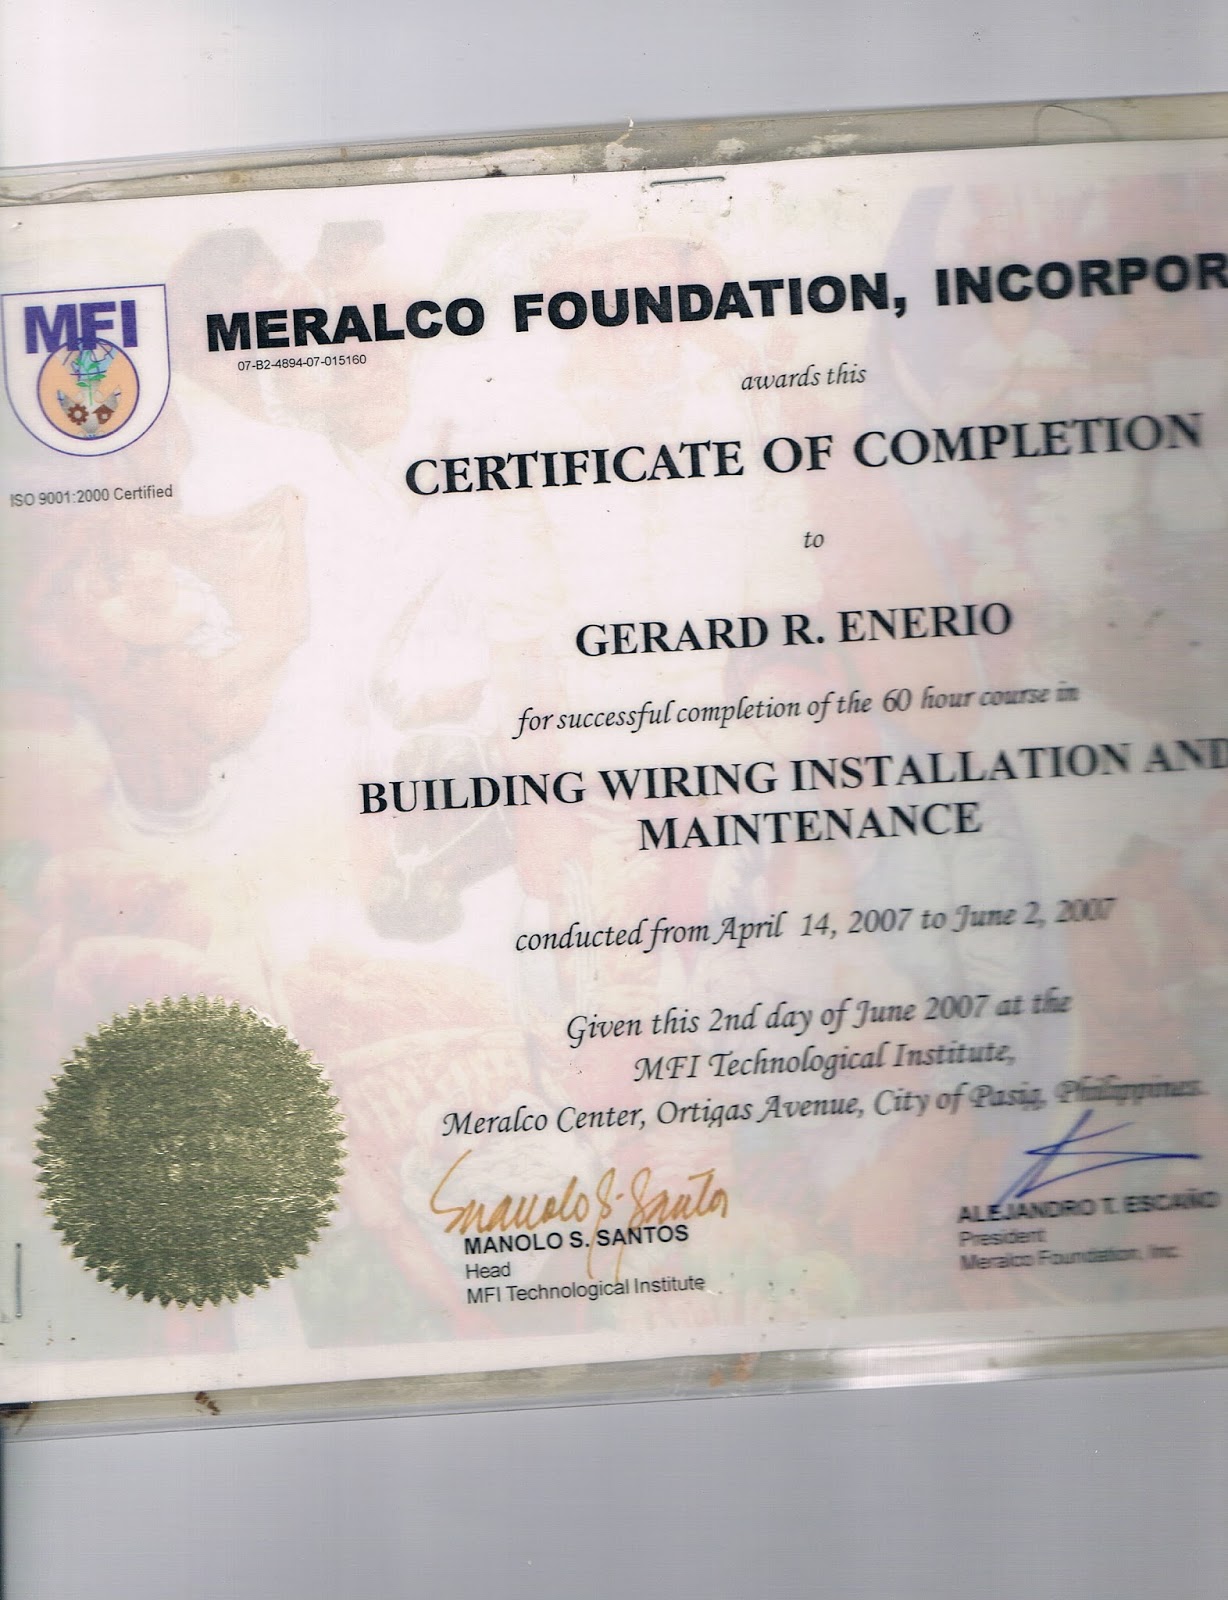 MFI
MERALCO FOUNDATION, INCORPOR
07-B2-4894-07-015160
awards this
CERTIFICATE OF COMPLETION
ISO 9001:2000 Certified
to
GERARD R. ENERIO
for successful completion of the 60 hour course in
BUILDING WIRING INSTALLATION AND
MAINTENANCE
conducted from April 14, 2007 to June 2, 2007
Given this 2nd day of June 2007 at the
MFI Technological Institute,
Meralco Center, Ortigas Avenue, City of Pasig, Philippines.
Manolo S. Santos
MANOLO S. SANTOS
Head
MFI Technological Institute
ALEJANDRO T. ESCAÑO
President
Meralco Foundation, Inc.